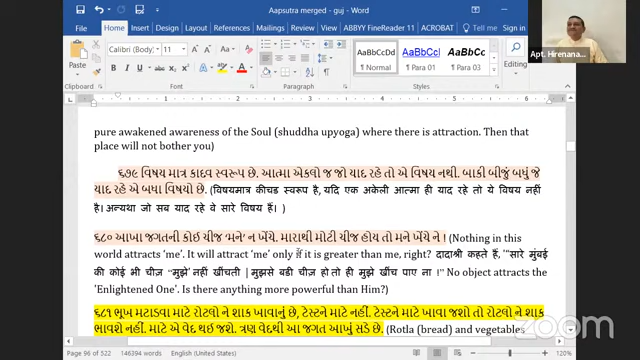 Aapsutra merged - guj - Word
File Home Insert Design Layout References Mailings Review View ABBYY FineReader 11 ACROBAT Tell me Share
Calibri (Body) 11
Paste
AaBbCcDd AaBbCcI AaBbCcI
¶ Normal ¶ Para 01 ¶ Para 03
Editing
Clipboard Font Paragraph Styles
Apt. Hirenana...
pure awakened awareness of the Soul (shuddha upyoga) where there is attraction. Then that
place will not bother you)
૬૭૯ વિષય માત્ર કાદવ સ્વરૂપ છે. આત્મા એકલો જ જો યાદ રહે તો એ વિષય નથી. બાકી બીજું બધું જે
યાદ રહે એ બધા વિષયો છે. (विषयमात्र कीचड स्वरूप है, यदि एक अकेली आत्मा ही याद रहे तो ये विषय नहीं
है। अन्यथा जो सब याद रहे वे सारे विषय हैं। )
૬૮૦ આખા જગતની કોઇ ચીજ 'મને' ન ખેંચે. મારાથી મોટી ચીજ હોય તો મને ખેંચે ને ! (Nothing in this
world attracts 'me'. It will attract 'me' only if it is greater than me, right? दादाश्री कहते हैं, "सारे मुंबई
की कोई भी चीज़ "मुझे" नहीं खींचती | मुझसे बडी चीज़ हो तो ही मुझे खींच पाए ना !" No object attracts the
'Enlightened One'. Is there anything more powerful than Him?)
૬૮૧ ભૂખ મટાડવા માટે રોટલો ને શાક ખાવાનું છે, ટેસ્ટને માટે નહીં. ટેસ્ટને માટે ખાવા જશો તો રોટલો ને શાક
ભાવશે નહીં. માટે એ વેદ થઈ જશે. ત્રણ વેદથી આ જગત આખું સડે છે. (Rotla (bread) and vegetables
Page 96 of 522 146394 words English (United States) 120%